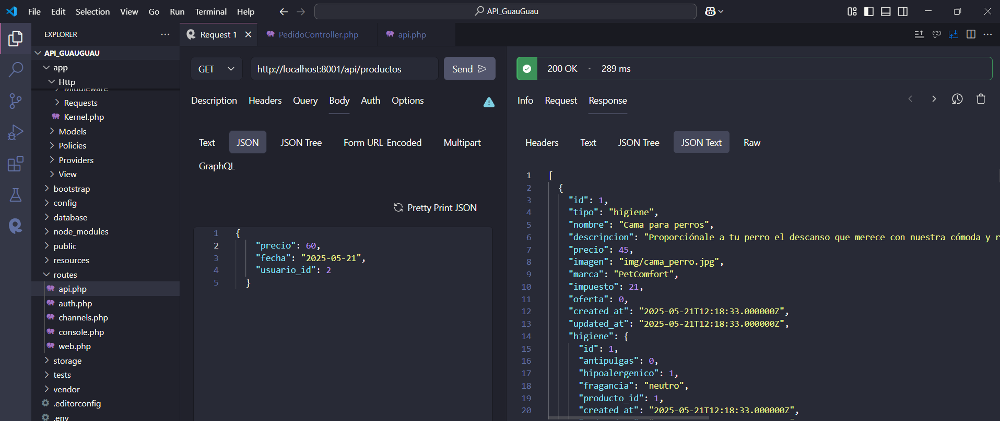 File Edit Selection View Go Run Terminal Help
API_GuauGuau
EXPLORER
API_GUAUGUAU
app
Http
Middleware
Requests
Kernel.php
Models
Policies
Providers
View
bootstrap
config
database
node_modules
public
resources
routes
api.php
auth.php
channels.php
console.php
web.php
storage
tests
vendor
.editorconfig
.env
Request 1 PedidoController.php api.php
GET http://localhost:8001/api/productos Send
Description Headers Query Body Auth Options
Text JSON JSON Tree Form URL-Encoded Multipart
GraphQL
Pretty Print JSON
1 {
2 "precio": 60,
3 "fecha": "2025-05-21",
4 "usuario_id": 2
5 }
200 OK · 289 ms
Info Request Response
Headers Text JSON Tree JSON Text Raw
1 [
2 {
3 "id": 1,
4 "tipo": "higiene",
5 "nombre": "Cama para perros",
6 "descripcion": "Proporciónale a tu perro el descanso que merece con nuestra cómoda y
7 "precio": 45,
8 "imagen": "img/cama_perro.jpg",
9 "marca": "PetComfort",
10 "impuesto": 21,
11 "oferta": 0,
12 "created_at": "2025-05-21T12:18:33.000000Z",
13 "updated_at": "2025-05-21T12:18:33.000000Z",
14 "higiene": {
15 "id": 1,
16 "antipulgas": 0,
17 "hipoalergenico": 1,
18 "fragancia": "neutro",
19 "producto_id": 1,
20 "created_at": "2025-05-21T12:18:33.000000Z",